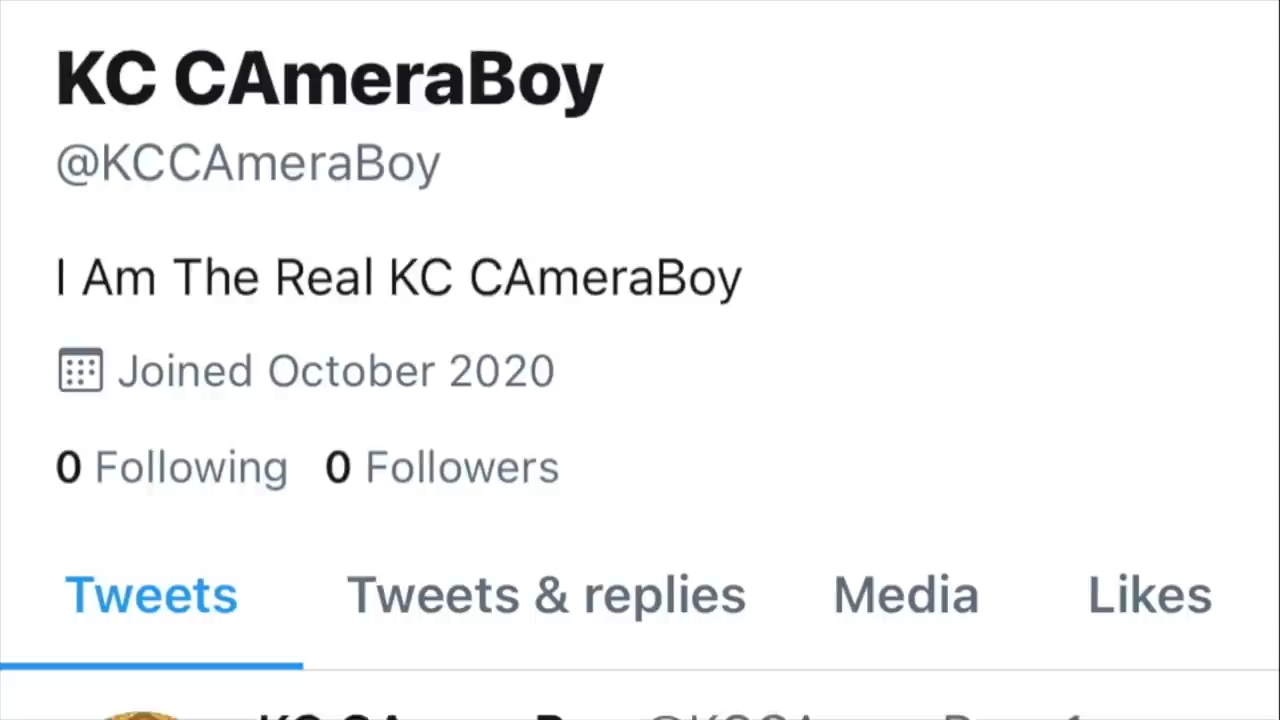 KC CAmeraBoy
@KCCAmeraBoy
I Am The Real KC CAmeraBoy
Joined October 2020
0 Following 0 Followers
Tweets Tweets & replies Media Likes